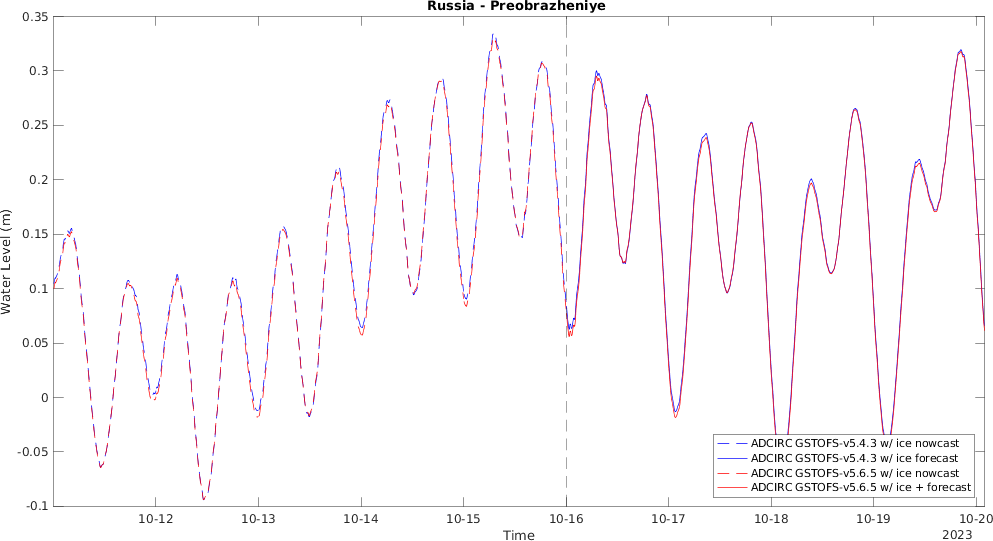 Russia - Preobrazheniye
0.35
0.3
0.25
0.2
0.15
0.1
0.05
0
-0.05
-0.1
Water Level (m)
ADCIRC GSTOFS-v5.4.3 w/ ice nowcast
ADCIRC GSTOFS-v5.4.3 w/ ice forecast
ADCIRC GSTOFS-v5.6.5 w/ ice nowcast
ADCIRC GSTOFS-v5.6.5 w/ ice + forecast
10-12 10-13 10-14 10-15 10-16 10-17 10-18 10-19 10-20
Time
2023